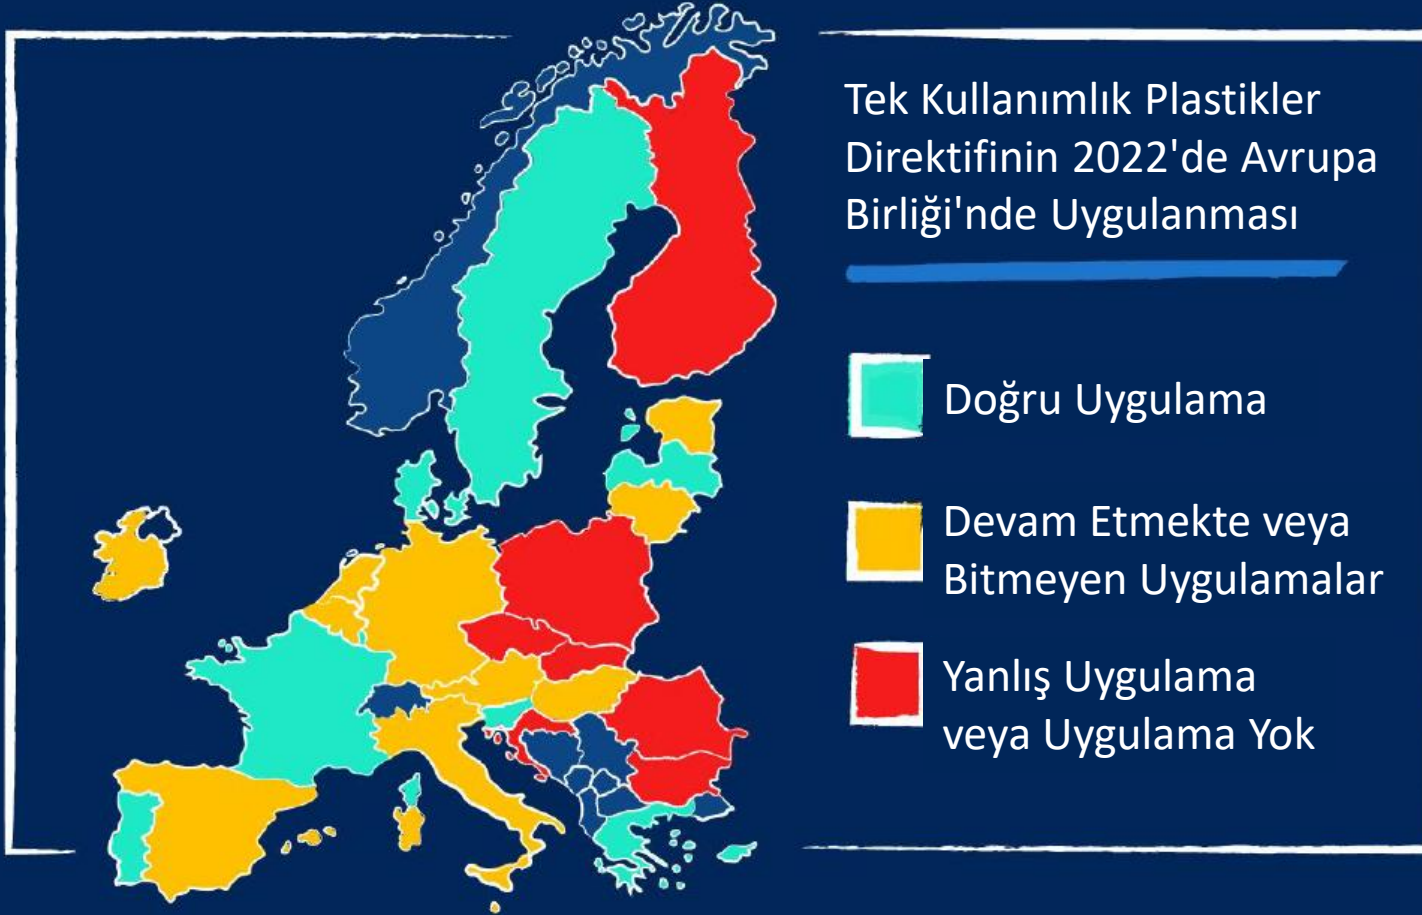 Tek Kullanımlık Plastikler
Direktifinin 2022'de Avrupa
Birliği'nde Uygulanması
Doğru Uygulama
Devam Etmekte veya
Bitmeyen Uygulamalar
Yanlış Uygulama
veya Uygulama Yok